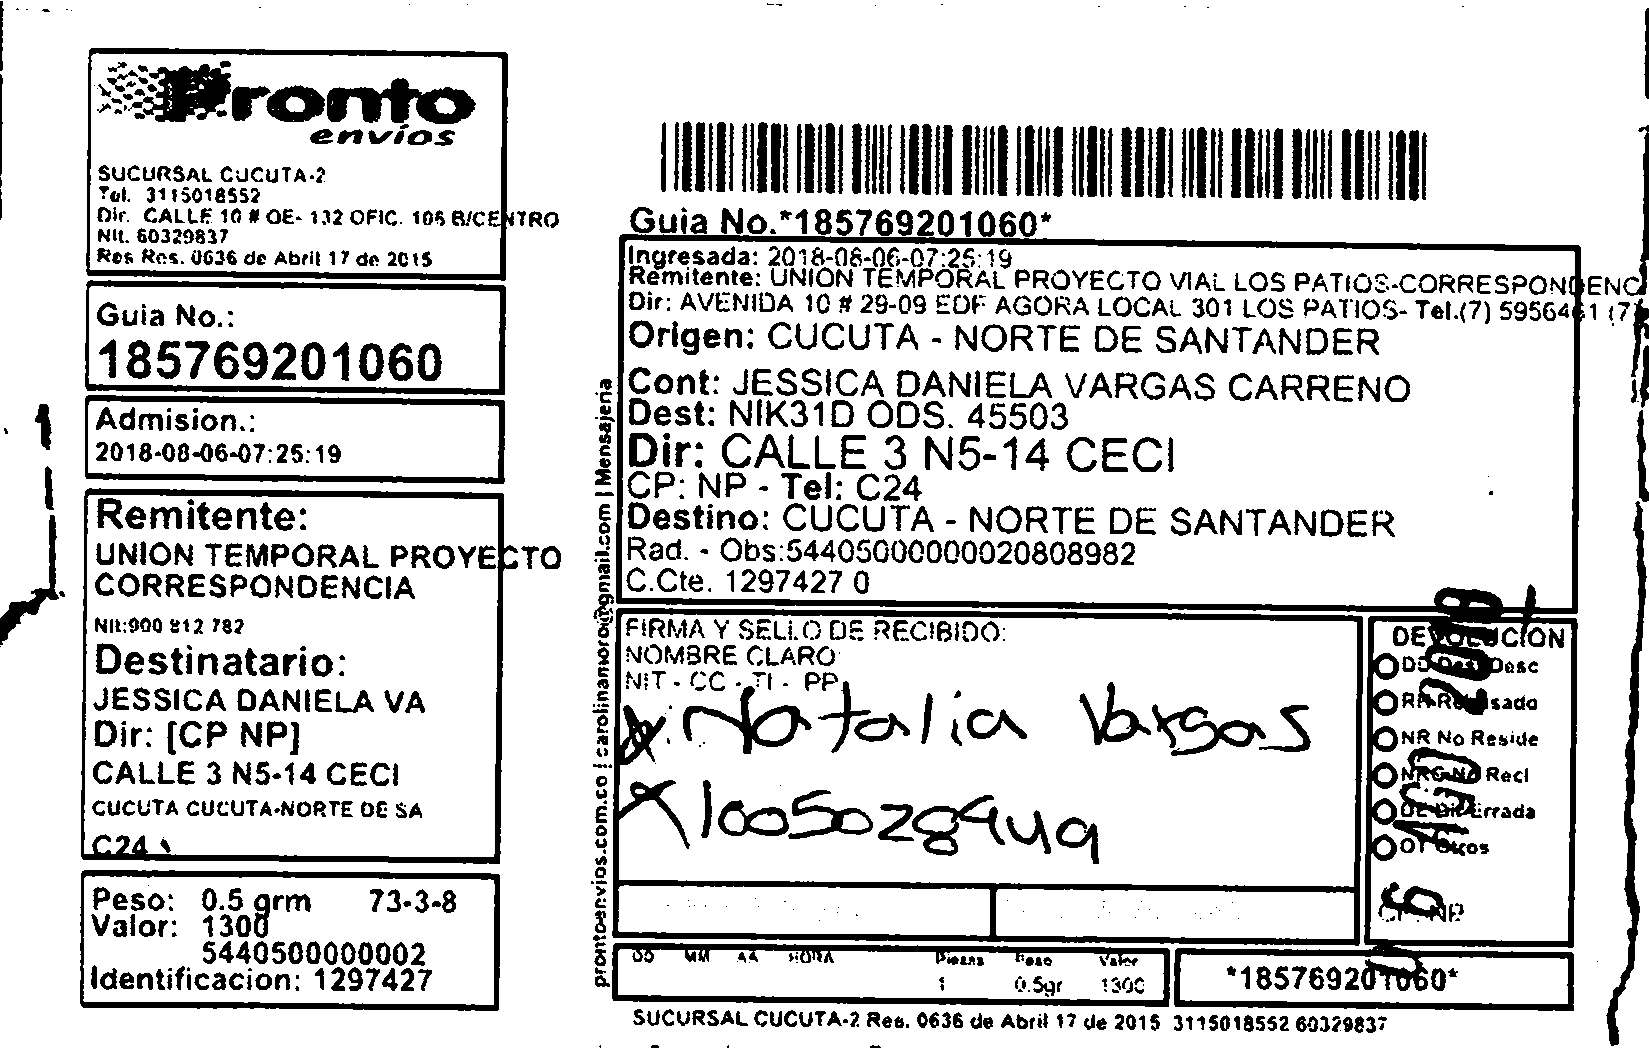 Pronto
envíos
SUCURSAL CUCUTA-2
Tel. 3115018552
Dir. CALLE 10 # OE- 132 OFIC. 106 B/CENTRO
Nit. 60329837
Res Res. 0636 de Abril 17 de 2015
Guia No.:
185769201060
Admision.:
2018-08-06-07:25:19
Remitente:
UNION TEMPORAL PROYECTO
CORRESPONDENCIA
Nit:900 812 782
Destinatario:
JESSICA DANIELA VA
Dir: [CP NP]
CALLE 3 N5-14 CECI
CUCUTA CUCUTA-NORTE DE SA
C24
Peso: 0.5 grm 73-3-8
Valor: 1300
5440500000002
Identificacion: 1297427
prontoenvios.com.co | carolinamoro@gmail.com | Mensajeria
Guia No.*185769201060*
Ingresada: 2018-08-06-07:25:19
Remitente: UNION TEMPORAL PROYECTO VIAL LOS PATIOS-CORRESPONDENC
Dir: AVENIDA 10 # 29-09 EDF AGORA LOCAL 301 LOS PATIOS- Tel.(7) 5956461 (7)
Origen: CUCUTA - NORTE DE SANTANDER
Cont: JESSICA DANIELA VARGAS CARRENO
Dest: NIK31D ODS. 45503
Dir: CALLE 3 N5-14 CECI
CP: NP - Tel: C24
Destino: CUCUTA - NORTE DE SANTANDER
Rad. - Obs:54405000000020808982
C.Cte. 1297427 0
FIRMA Y SELLO DE RECIBIDO:
NOMBRE CLARO
NIT - CC - TI - PP
Natalia Vargas
DEVOLUCION
DD Desc
NR No Reside
OT Otros
CP: NP
DD MM AA HORA Piezas Peso Valor
1 0.5gr 1300
*185769201060*
SUCURSAL CUCUTA-2 Res. 0636 de Abril 17 de 2015 3115018552 60329837